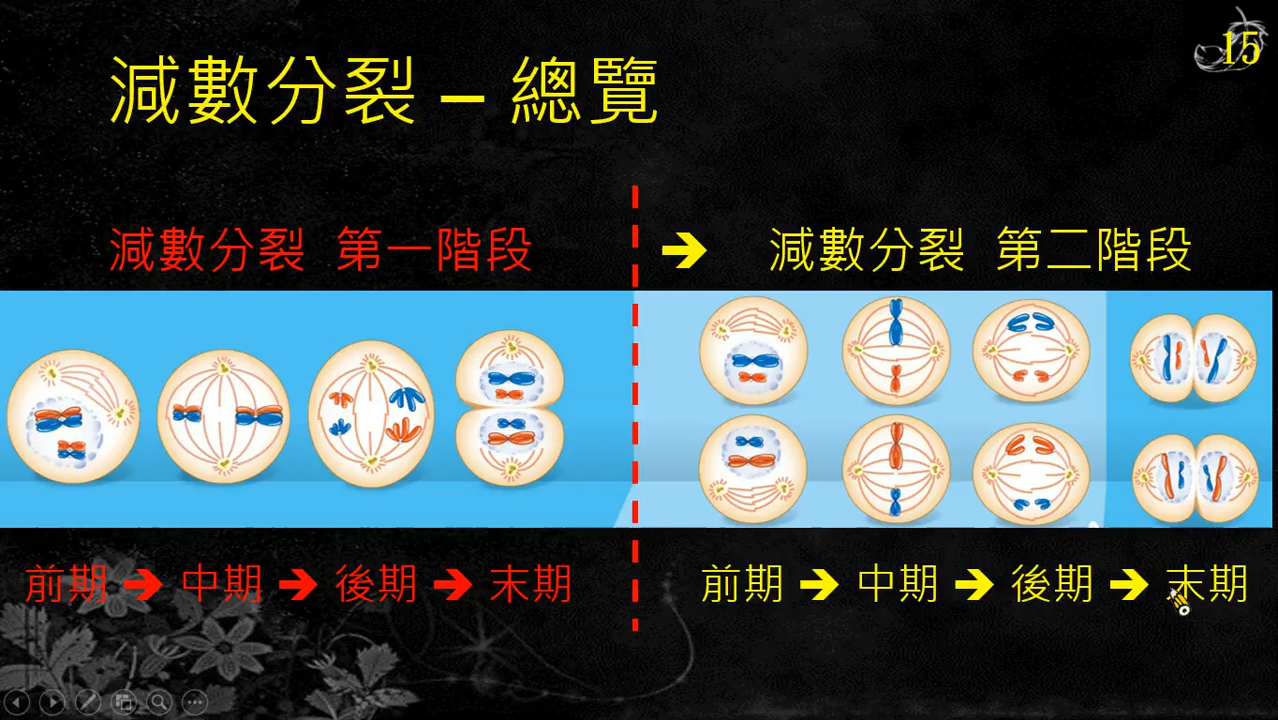 15
減數分裂 – 總覽
減數分裂 第一階段 ➔ 減數分裂 第二階段
前期 ➔ 中期 ➔ 後期 ➔ 末期
前期 ➔ 中期 ➔ 後期 ➔ 末期